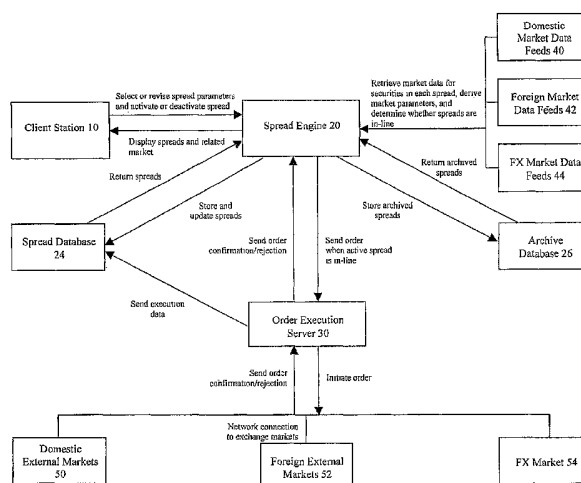 Domestic
Market Data
Feeds 40
Select or revise spread parameters
and activate or deactivate spread
Retrieve market data for
securities in each spread, derive
market parameters, and
determine whether spreads are
in-line
Client Station 10
Spread Engine 20
Foreign Market
Data Feeds 42
Display spreads and related
market
Return spreads
Return archived
spreads
FX Market Data
Feeds 44
Store and
update spreads
Store archived
spreads
Spread Database
24
Send order
confirmation/rejection
Send order
when active spread
is in-line
Archive
Database 26
Send execution
data
Order Execution
Server 30
Send order
confirmation/rejection
Initiate order
Network connection
to exchange markets
Domestic
External Markets
50
Foreign External
Markets 52
FX Market 54